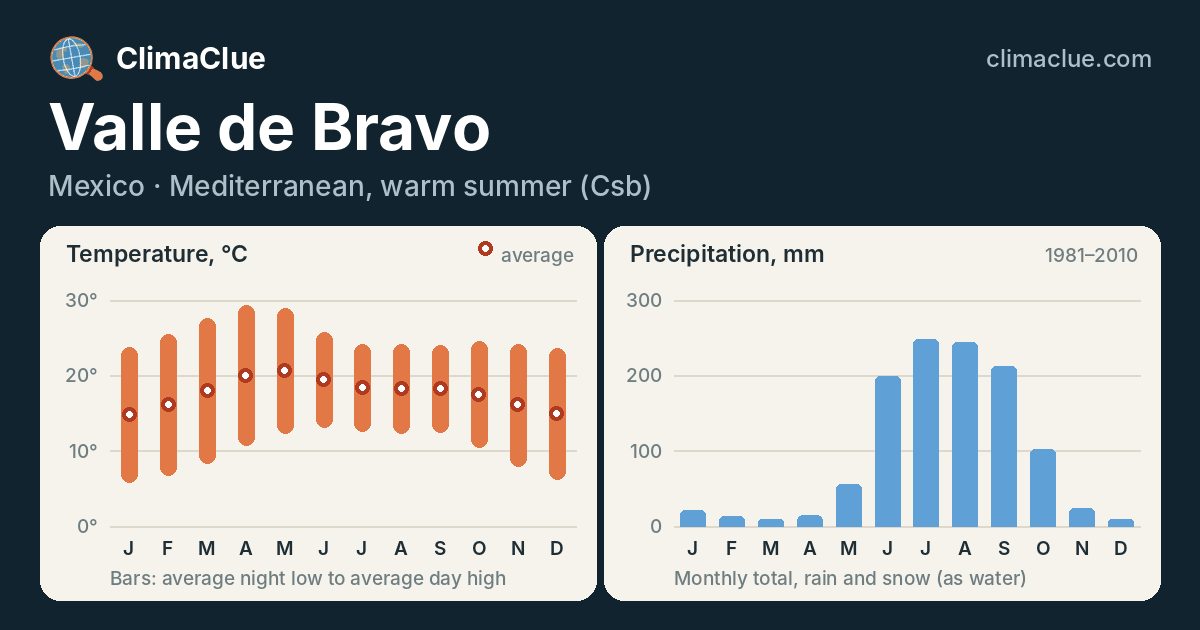 ClimaClue
climaclue.com
Valle de Bravo
Mexico · Mediterranean, warm summer (Csb)
Temperature, °C
average
30°
20°
10°
0°
J F M A M J J A S O N D
Bars: average night low to average day high
Precipitation, mm
1981–2010
300
200
100
0
J F M A M J J A S O N D
Monthly total, rain and snow (as water)